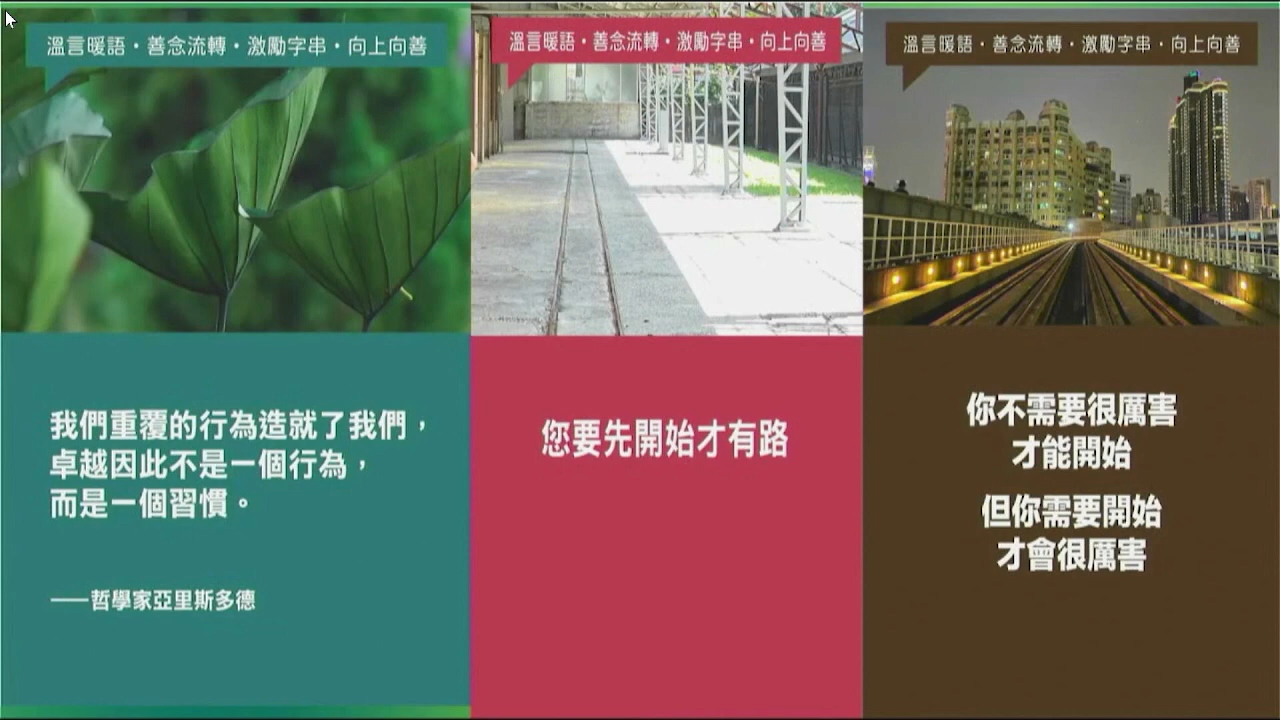 溫言暖語・善念流轉・激勵字串・向上向善
我們重覆的行為造就了我們，
卓越因此不是一個行為，
而是一個習慣。
——哲學家亞里斯多德
溫言暖語・善念流轉・激勵字串・向上向善
您要先開始才有路
溫言暖語・善念流轉・激勵字串・向上向善
你不需要很厲害
才能開始
但你需要開始
才會很厲害